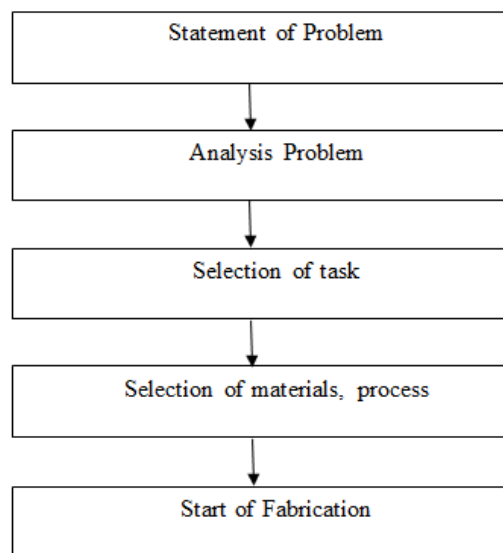 Statement of Problem
Analysis Problem
Selection of task
Selection of materials, process
Start of Fabrication